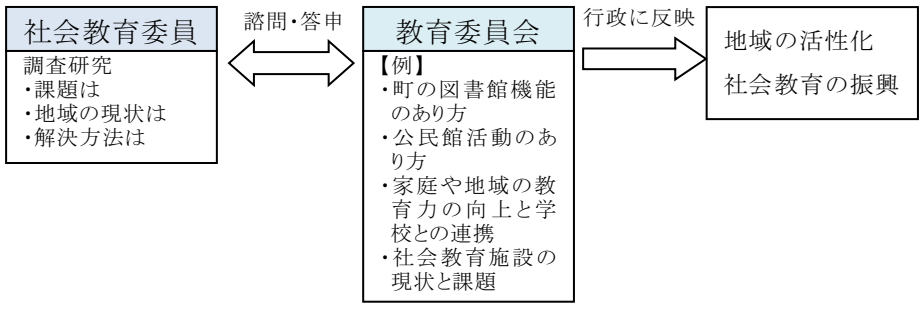 社会教育委員
調査研究
・課題は
・地域の現状は
・解決方法は
諮問・答申
教育委員会
【例】
・町の図書館機能
のあり方
・公民館活動のあ
り方
・家庭や地域の教
育力の向上と学
校との連携
・社会教育施設の
現状と課題
行政に反映
地域の活性化
社会教育の振興